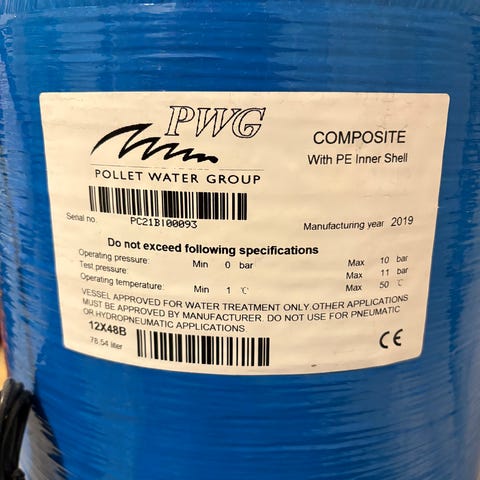 PWG
POLLET WATER GROUP
COMPOSITE
With PE Inner Shell
Serial no. PC21BI00093
Manufacturing year 2019
Do not exceed following specifications
Operating pressure: Min 0 bar Max 10 bar
Test pressure: Max 11 bar
Operating temperature: Min 1 °C Max 50 °C
VESSEL APPROVED FOR WATER TREATMENT ONLY. OTHER APPLICATIONS
MUST BE APPROVED BY MANUFACTURER. DO NOT USE FOR PNEUMATIC
OR HYDROPNEUMATIC APPLICATIONS.
12X48B
78,54 liter
CE